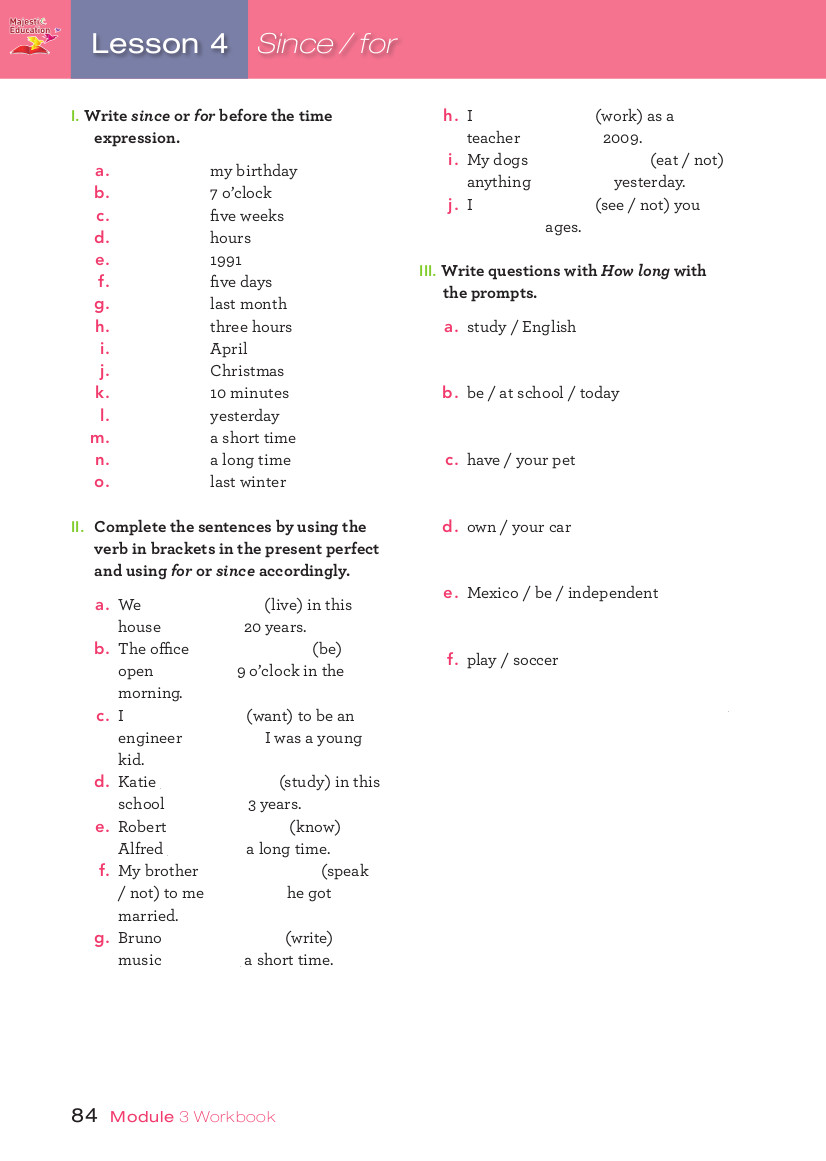 Majestic
Education
Lesson 4 Since / for
I. Write since or for before the time
expression.
a. my birthday
b. 7 o’clock
c. five weeks
d. hours
e. 1991
f. five days
g. last month
h. three hours
i. April
j. Christmas
k. 10 minutes
l. yesterday
m. a short time
n. a long time
o. last winter
II. Complete the sentences by using the
verb in brackets in the present perfect
and using for or since accordingly.
a. We (live) in this
house 20 years.
b. The office (be)
open 9 o’clock in the
morning.
c. I (want) to be an
engineer I was a young
kid.
d. Katie (study) in this
school 3 years.
e. Robert (know)
Alfred a long time.
f. My brother (speak
/ not) to me he got
married.
g. Bruno (write)
music a short time.
h. I (work) as a
teacher 2009.
i. My dogs (eat / not)
anything yesterday.
j. I (see / not) you
ages.
III. Write questions with How long with
the prompts.
a. study / English
b. be / at school / today
c. have / your pet
d. own / your car
e. Mexico / be / independent
f. play / soccer
84 Module 3 Workbook